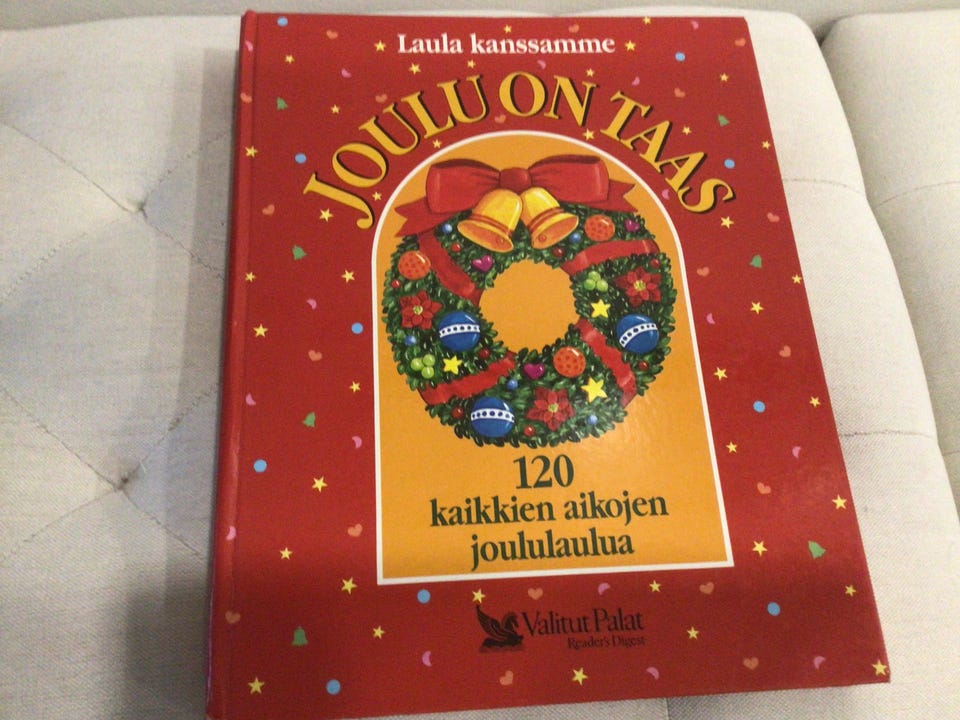 Laula kanssamme
JOULU ON TAAS
120
kaikkien aikojen
joululaulua
Valitut Palat
Reader's Digest